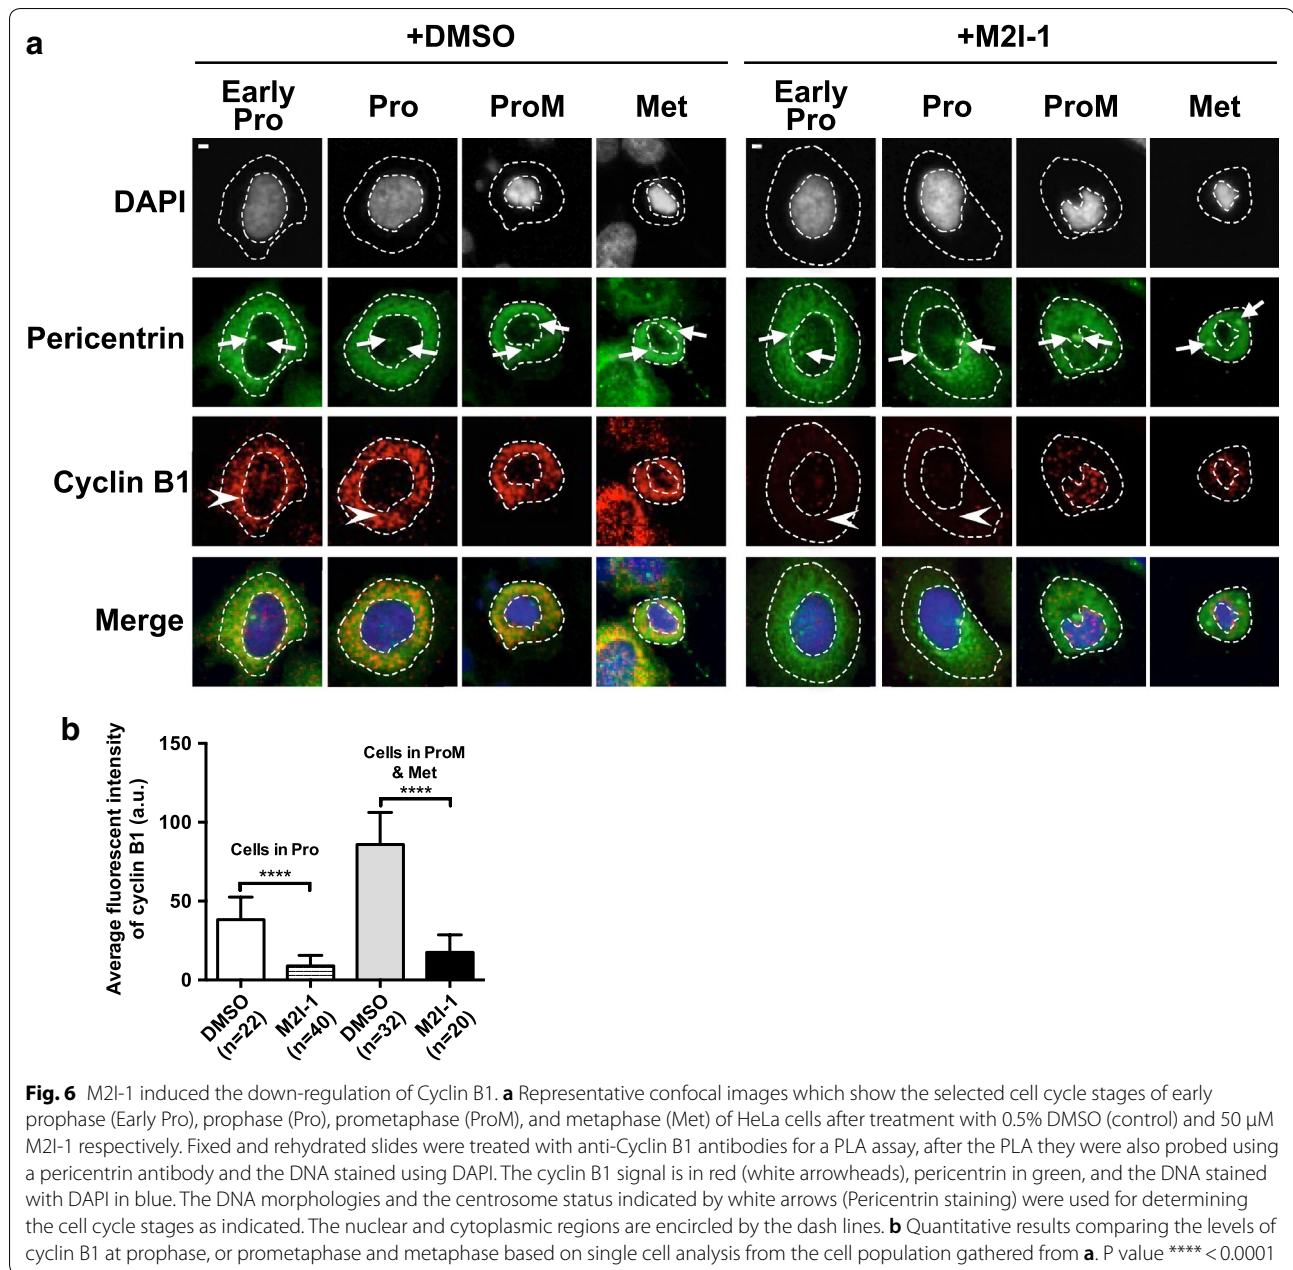 a
+DMSO
+M2I-1
Early
Pro
Pro
ProM
Met
Early
Pro
Pro
ProM
Met
DAPI
Pericentrin
Cyclin B1
Merge
b
Average fluorescent intensity
of cyclin B1 (a.u.)
150
100
50
0
Cells in Pro
****
Cells in ProM
& Met
****
DMSO
(n=22)
M2I-1
(n=40)
DMSO
(n=32)
M2I-1
(n=20)
Fig. 6 M2I-1 induced the down-regulation of Cyclin B1. a Representative confocal images which show the selected cell cycle stages of early
prophase (Early Pro), prophase (Pro), prometaphase (ProM), and metaphase (Met) of HeLa cells after treatment with 0.5% DMSO (control) and 50 μM
M2I-1 respectively. Fixed and rehydrated slides were treated with anti-Cyclin B1 antibodies for a PLA assay, after the PLA they were also probed using
a pericentrin antibody and the DNA stained using DAPI. The cyclin B1 signal is in red (white arrowheads), pericentrin in green, and the DNA stained
with DAPI in blue. The DNA morphologies and the centrosome status indicated by white arrows (Pericentrin staining) were used for determining
the cell cycle stages as indicated. The nuclear and cytoplasmic regions are encircled by the dash lines. b Quantitative results comparing the levels of
cyclin B1 at prophase, or prometaphase and metaphase based on single cell analysis from the cell population gathered from a. P value **** < 0.0001